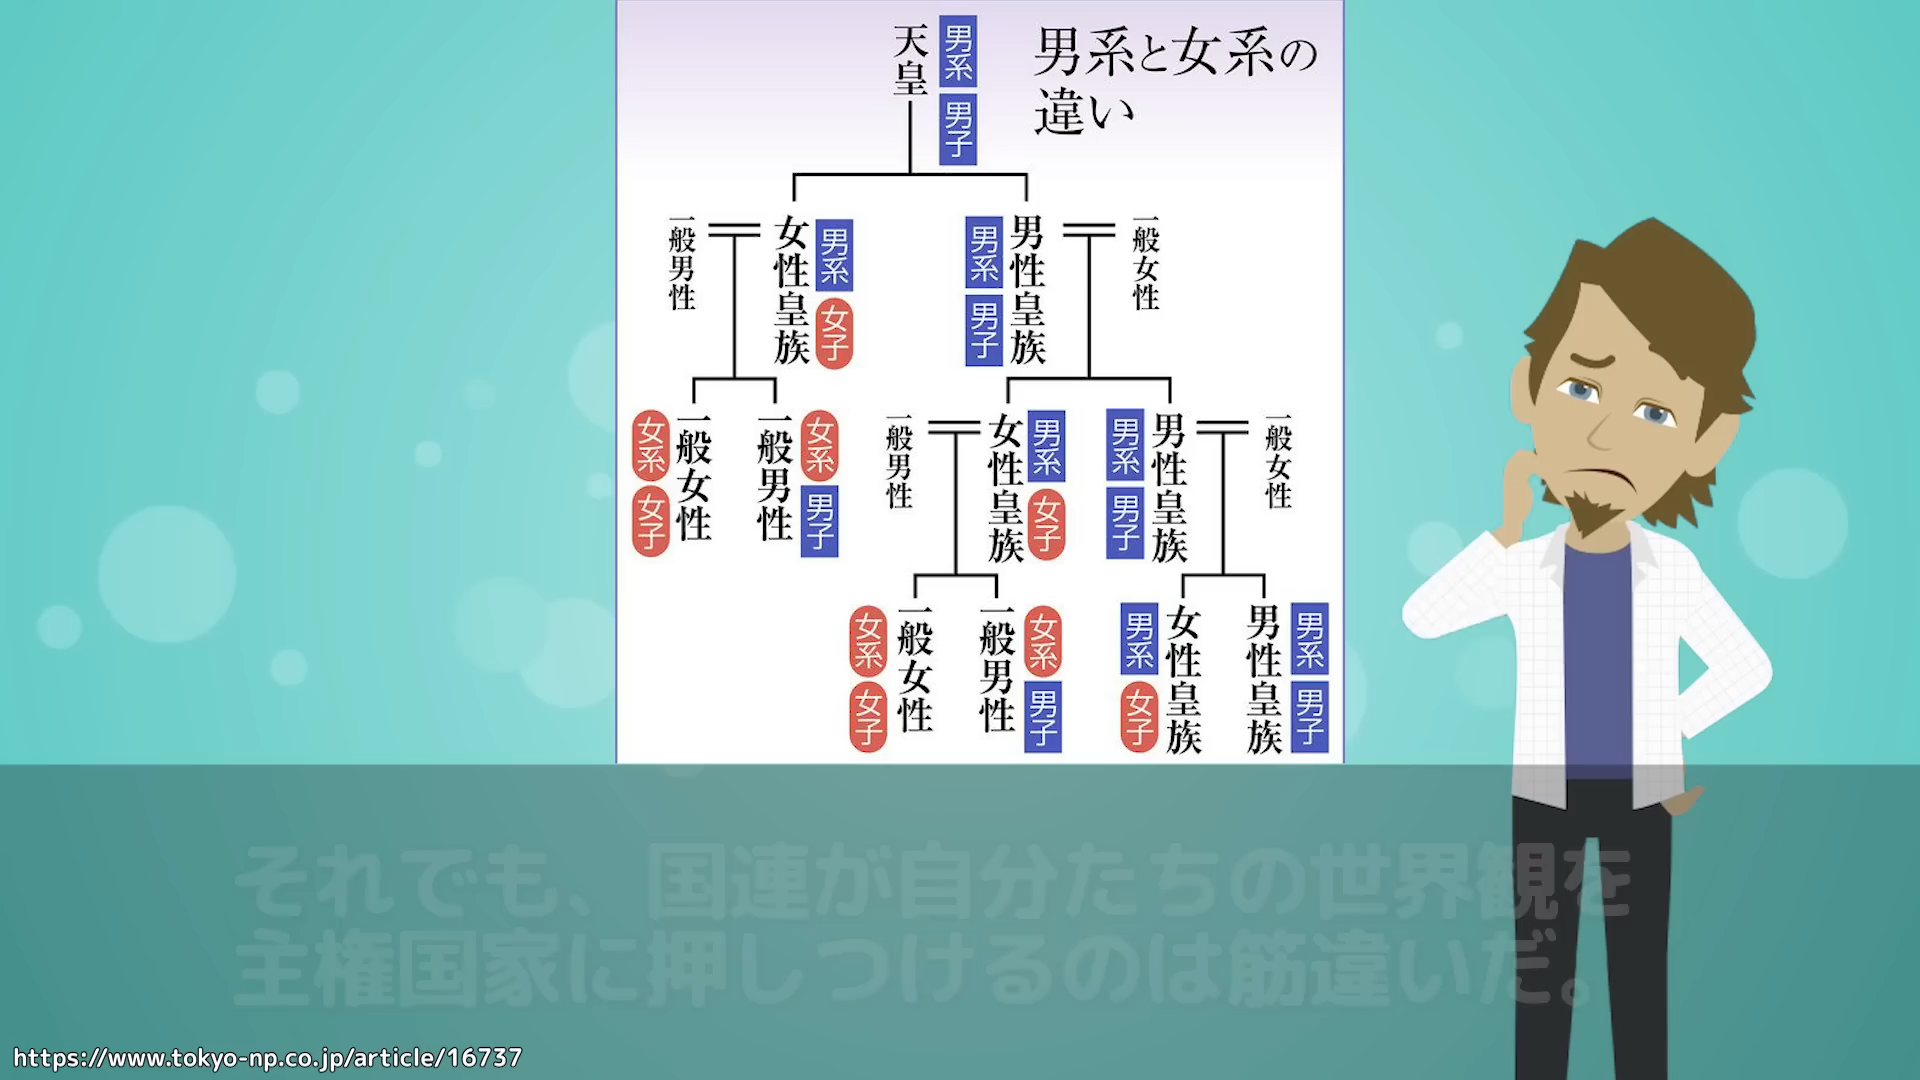 男系と女系の
違い
天皇
男系
男子
一般男性
女性皇族
男系
女子
男系
男子
男性皇族
一般女性
女系
女子
一般女性
一般男性
女系
男子
一般男性
女性皇族
男系
女子
男系
男子
男性皇族
一般女性
女系
女子
一般女性
一般男性
女系
男子
男系
女子
女性皇族
男性皇族
男系
男子
それでも、国連が自分たちの世界観を
主権国家に押しつけるのは筋違いだ。
https://www.tokyo-np.co.jp/article/16737